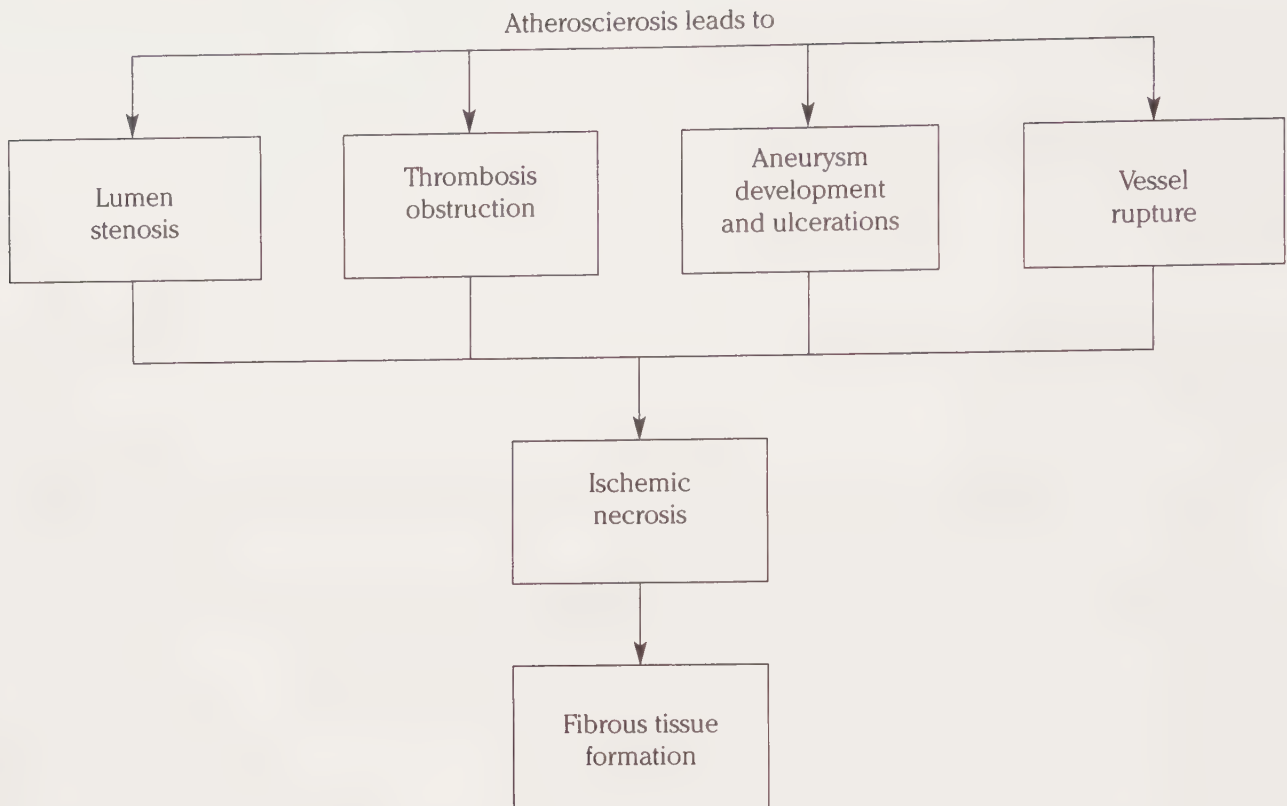 Atheroscierosis leads to
Lumen
stenosis
Thrombosis
obstruction
Aneurysm
development
and ulcerations
Vessel
rupture
Ischemic
necrosis
Fibrous tissue
formation